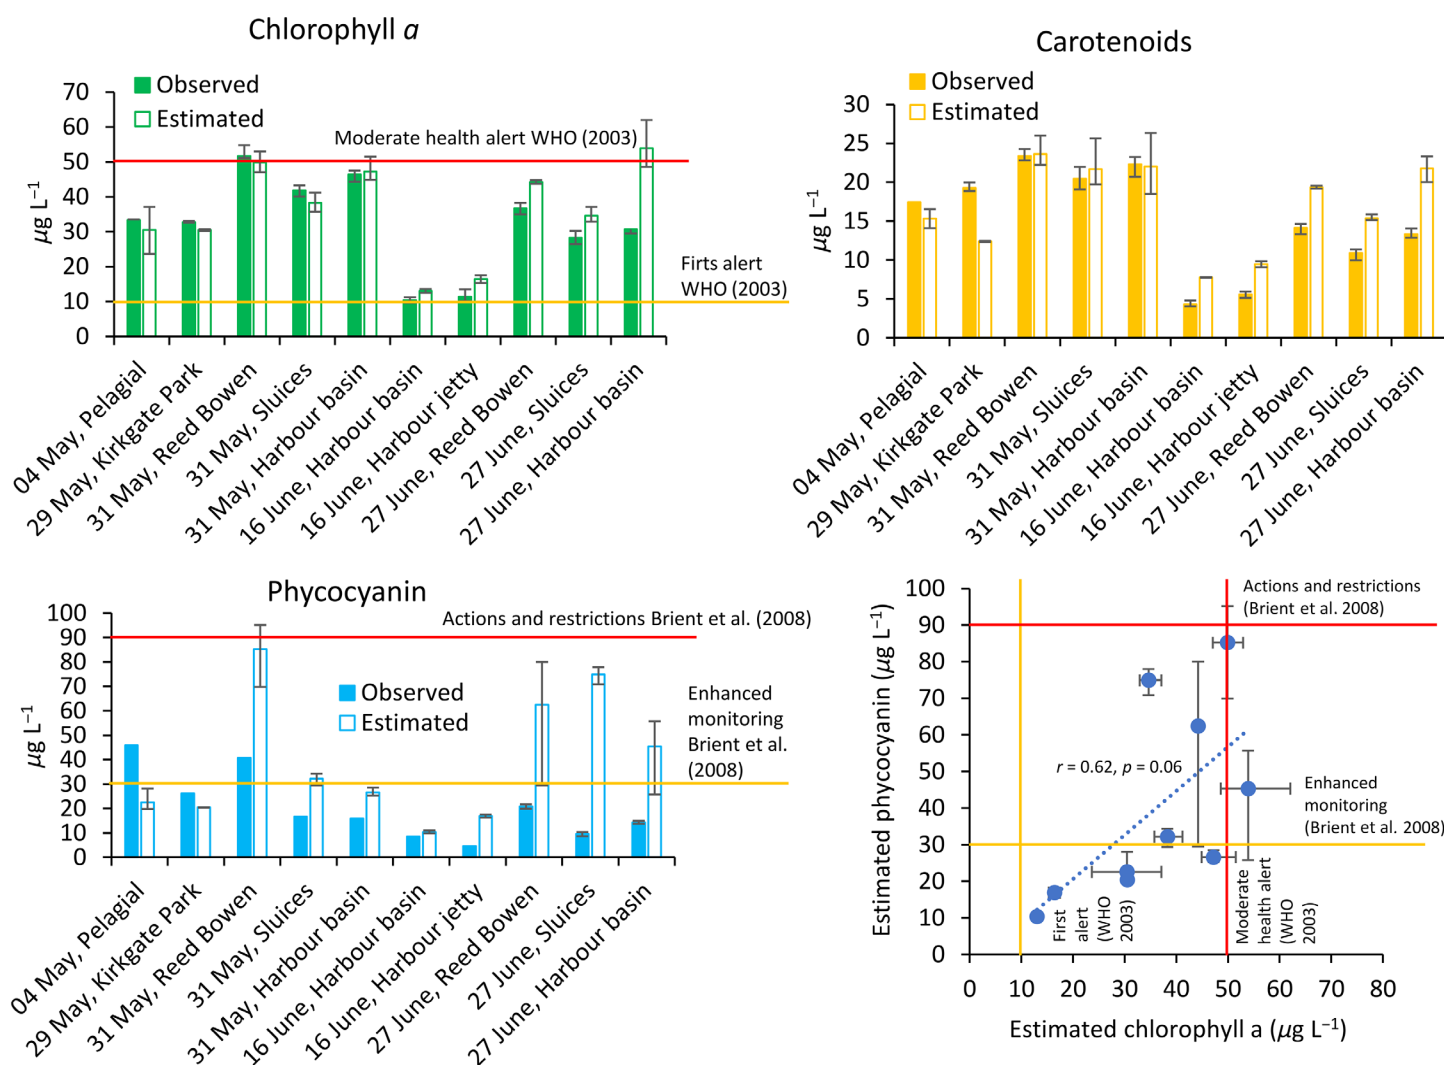 Chlorophyll a
Observed
Estimated
Moderate health alert WHO (2003)
Firts alert
WHO (2003)
µg L−1
70
60
50
40
30
20
10
0
04 May, Pelagial
29 May, Kirkgate Park
31 May, Reed Bowen
31 May, Sluices
31 May, Harbour basin
16 June, Harbour basin
16 June, Harbour jetty
27 June, Reed Bowen
27 June, Sluices
27 June, Harbour basin
Carotenoids
Observed
Estimated
µg L−1
30
25
20
15
10
5
0
04 May, Pelagial
29 May, Kirkgate Park
31 May, Reed Bowen
31 May, Sluices
31 May, Harbour basin
16 June, Harbour basin
16 June, Harbour jetty
27 June, Reed Bowen
27 June, Sluices
27 June, Harbour basin
Phycocyanin
Actions and restrictions Brient et al. (2008)
Observed
Estimated
Enhanced
monitoring
Brient et al.
(2008)
µg L−1
100
90
80
70
60
50
40
30
20
10
0
04 May, Pelagial
29 May, Kirkgate Park
31 May, Reed Bowen
31 May, Sluices
31 May, Harbour basin
16 June, Harbour basin
16 June, Harbour jetty
27 June, Reed Bowen
27 June, Sluices
27 June, Harbour basin
Actions and restrictions
(Brient et al. 2008)
r = 0.62, p = 0.06
Enhanced
monitoring
(Brient et al. 2008)
First
alert
(WHO
2003)
Moderate
health alert
(WHO
2003)
Estimated phycocyanin (µg L−1)
100
90
80
70
60
50
40
30
20
10
0
0 10 20 30 40 50 60 70 80
Estimated chlorophyll a (µg L−1)